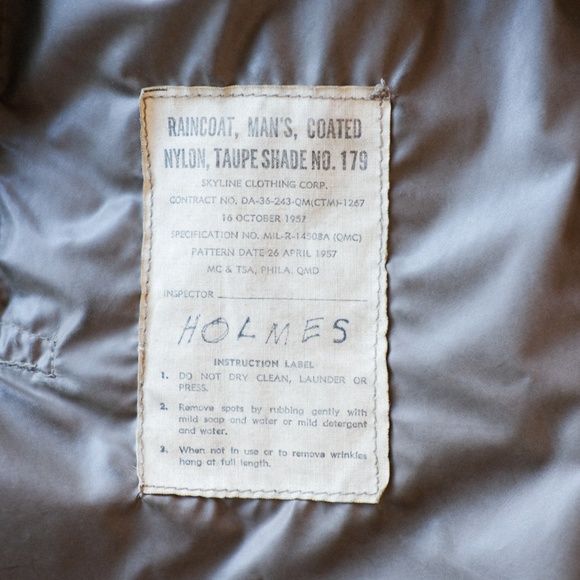 RAINCOAT, MAN'S, COATED
NYLON, TAUPE SHADE NO. 179
SKYLINE CLOTHING CORP.
CONTRACT NO. DA-36-243-QM(CTM)-1267
16 OCTOBER 1957
SPECIFICATION NO. MIL-R-14508A (QMC)
PATTERN DATE 26 APRIL 1957
MC & TSA, PHILA. QMD
INSPECTOR
HOLMES
INSTRUCTION LABEL
1. DO NOT DRY CLEAN, LAUNDER OR
PRESS.
2. Remove spots by rubbing gently with
mild soap and water or mild detergent
and water.
3. When not in use or to remove wrinkles
hang at full length.